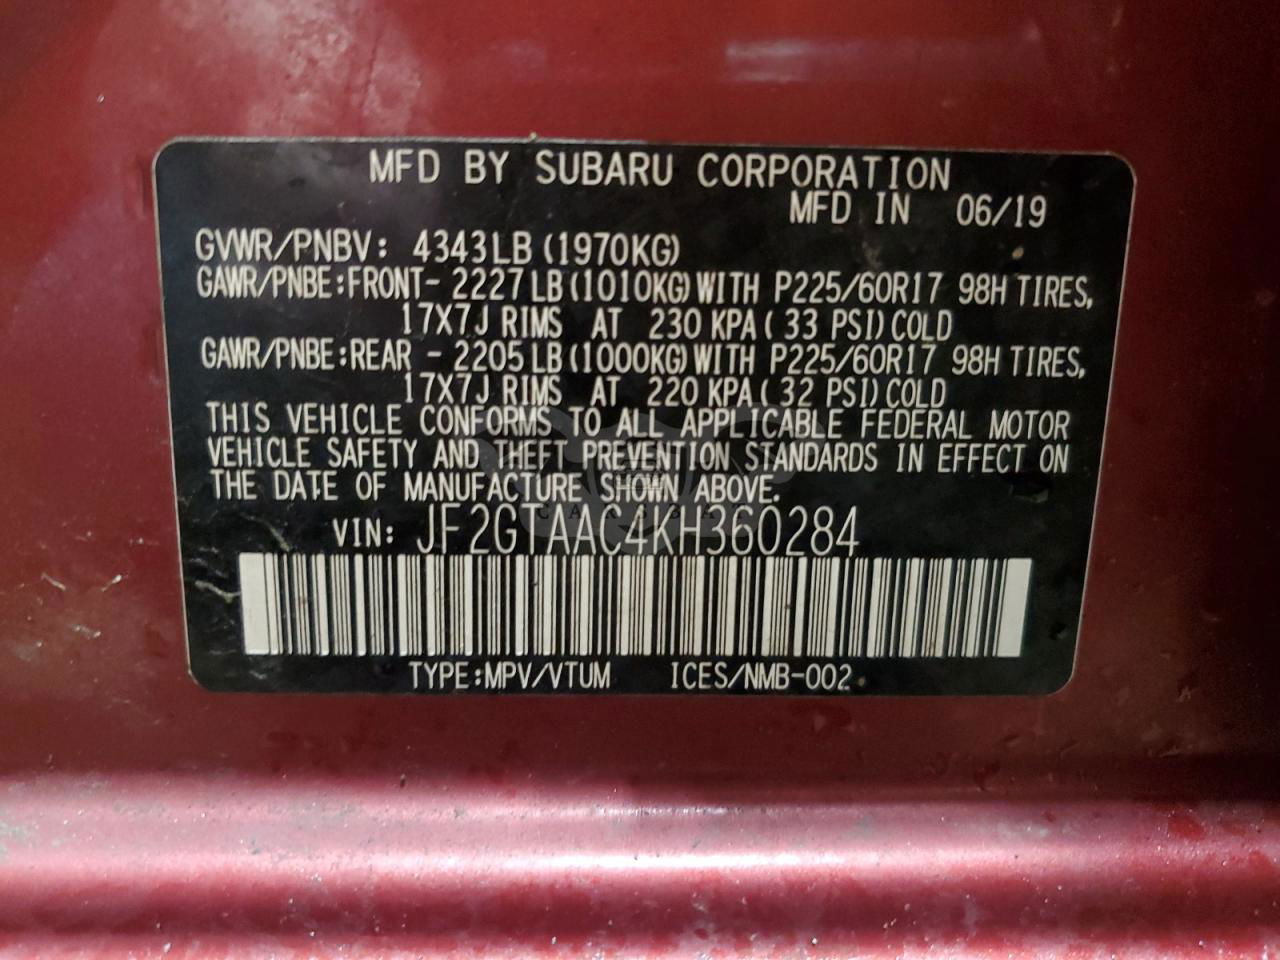 MFD BY SUBARU CORPORATION
MFD IN 06/19
GVWR/PNBV: 4343LB (1970KG)
GAWR/PNBE:FRONT- 2227 LB (1010KG) WITH P225/60R17 98H TIRES,
17X7J RIMS AT 230 KPA ( 33 PSI) COLD
GAWR/PNBE:REAR - 2205 LB (1000KG) WITH P225/60R17 98H TIRES,
17X7J RIMS AT 220 KPA ( 32 PSI) COLD
THIS VEHICLE CONFORMS TO ALL APPLICABLE FEDERAL MOTOR
VEHICLE SAFETY AND THEFT PREVENTION STANDARDS IN EFFECT ON
THE DATE OF MANUFACTURE SHOWN ABOVE.
VIN: JF2GTAAC4KH360284
TYPE:MPV/VTUM ICES/NMB-002